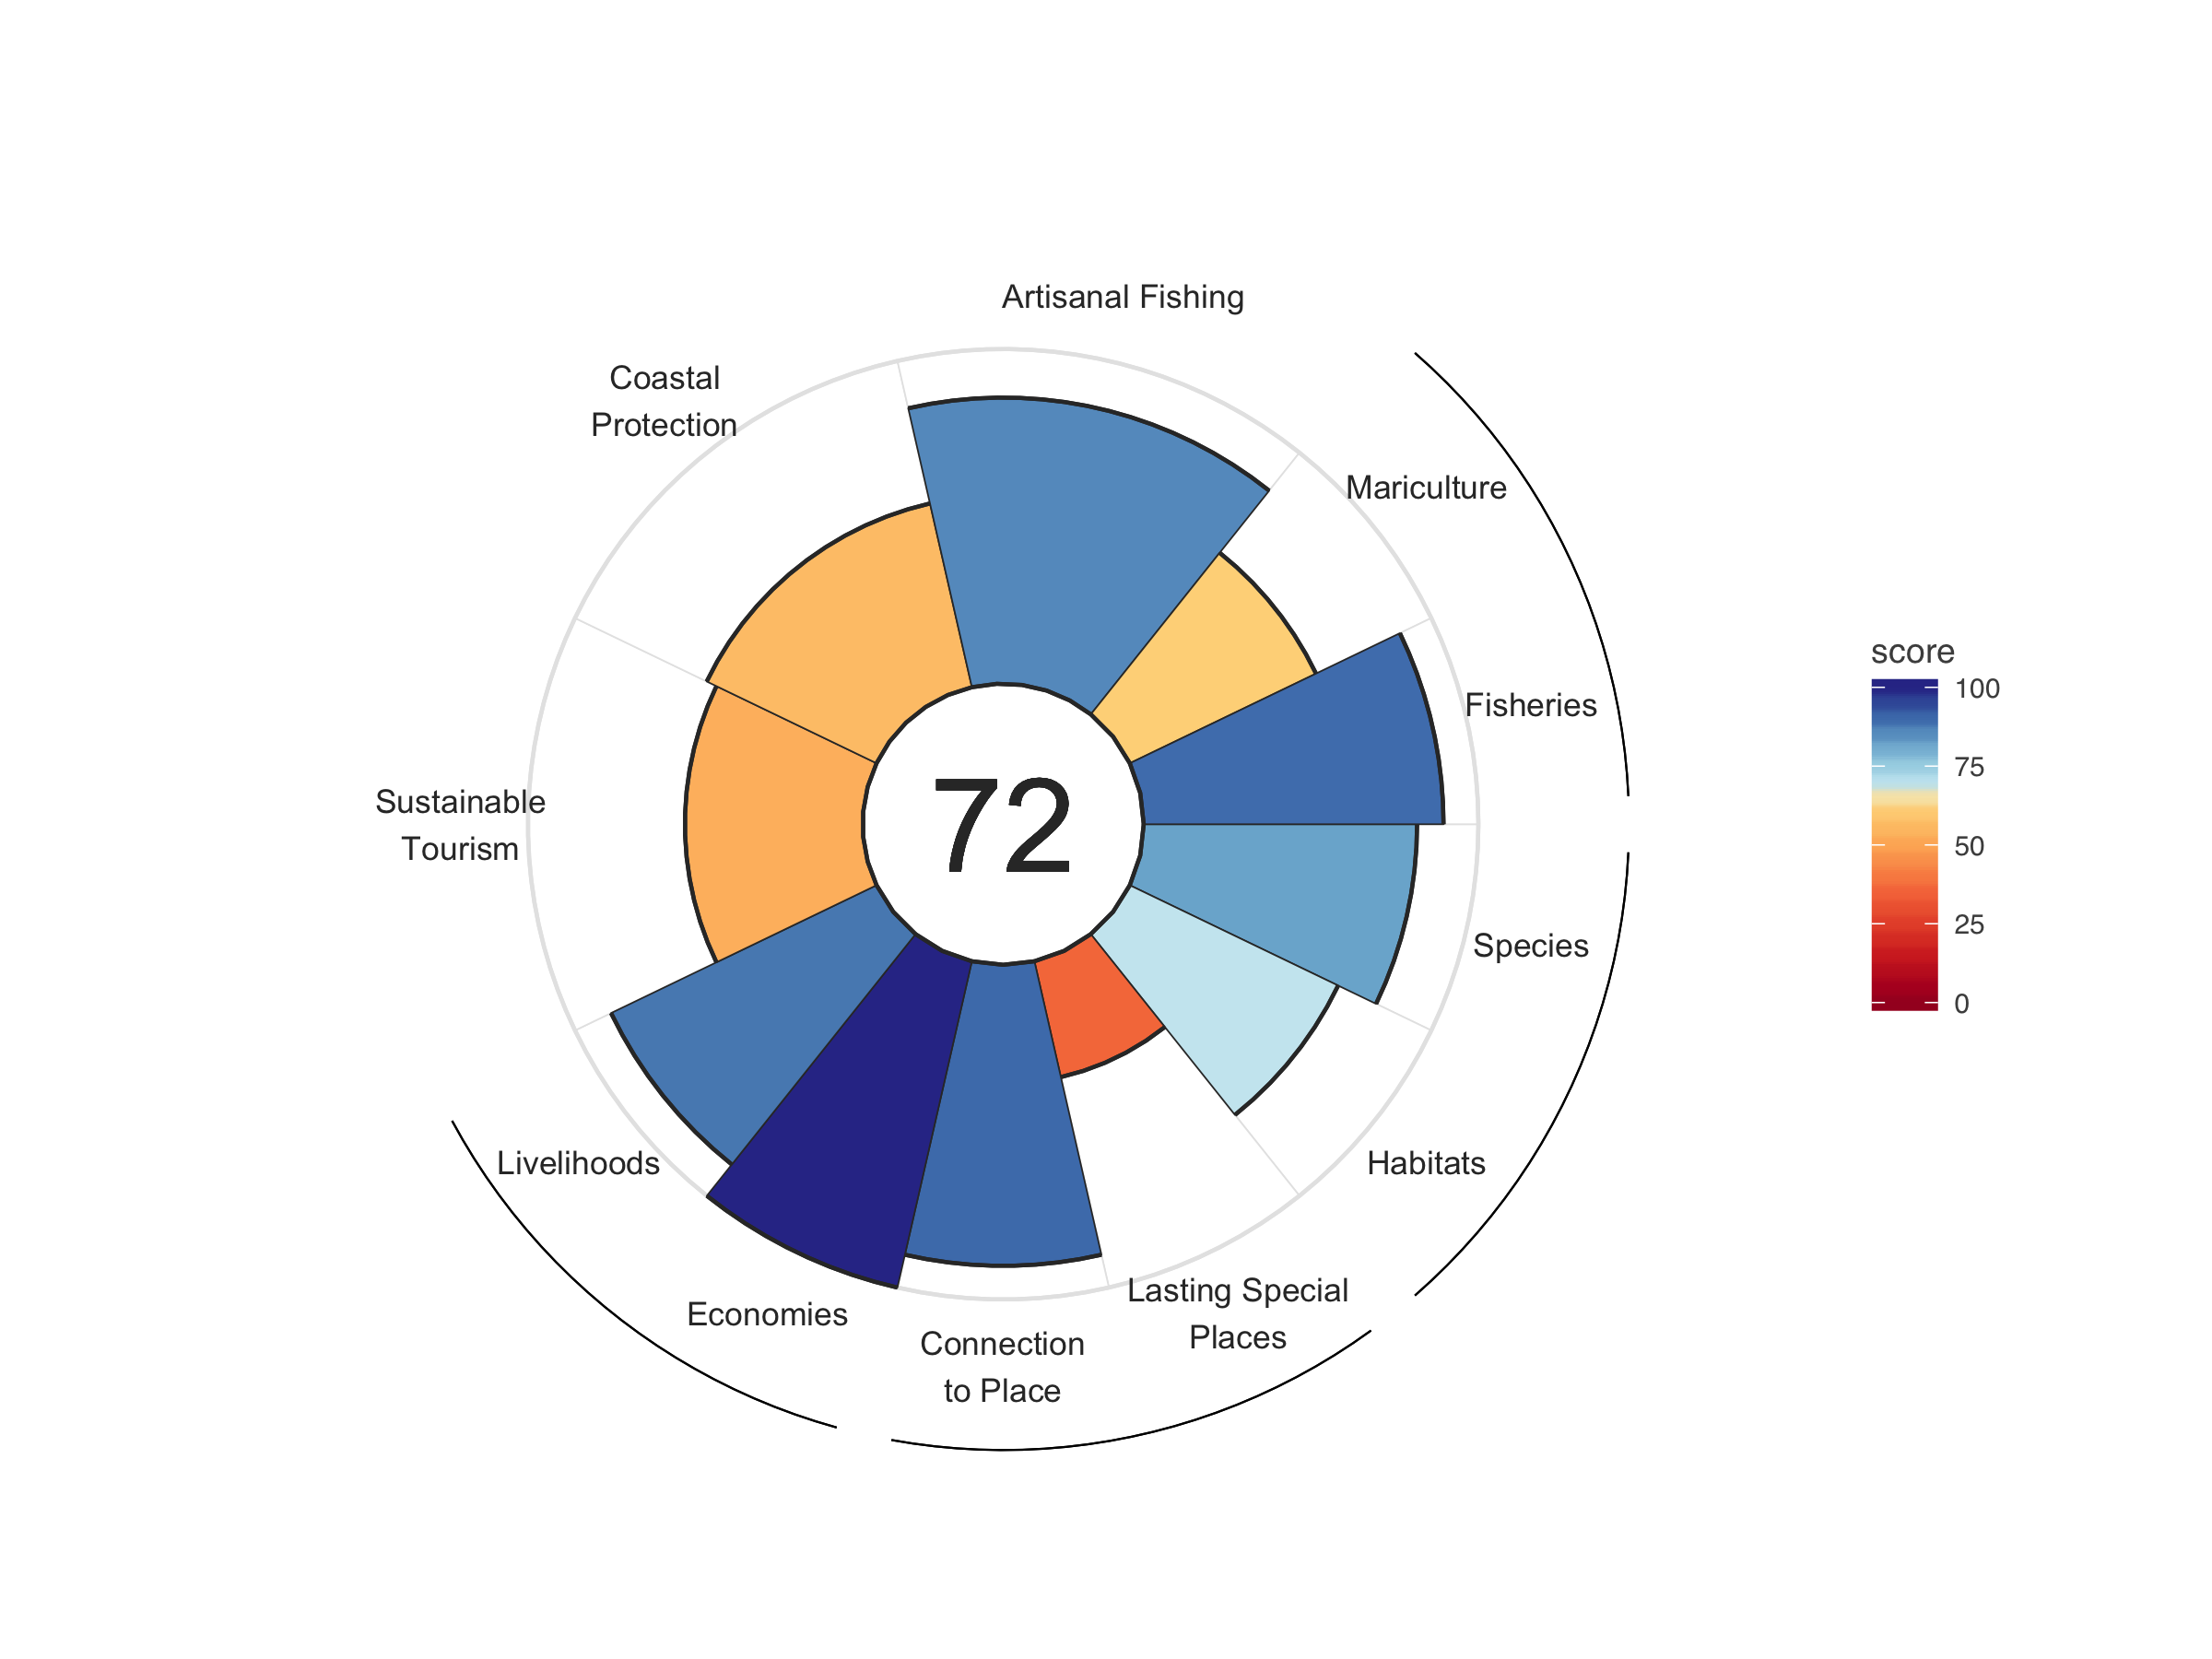 Artisanal Fishing
Coastal
Protection
Mariculture
Fisheries
Sustainable
Tourism
72
Species
Livelihoods
Habitats
Economies
Lasting Special
Places
Connection
to Place
score
100
75
50
25
0